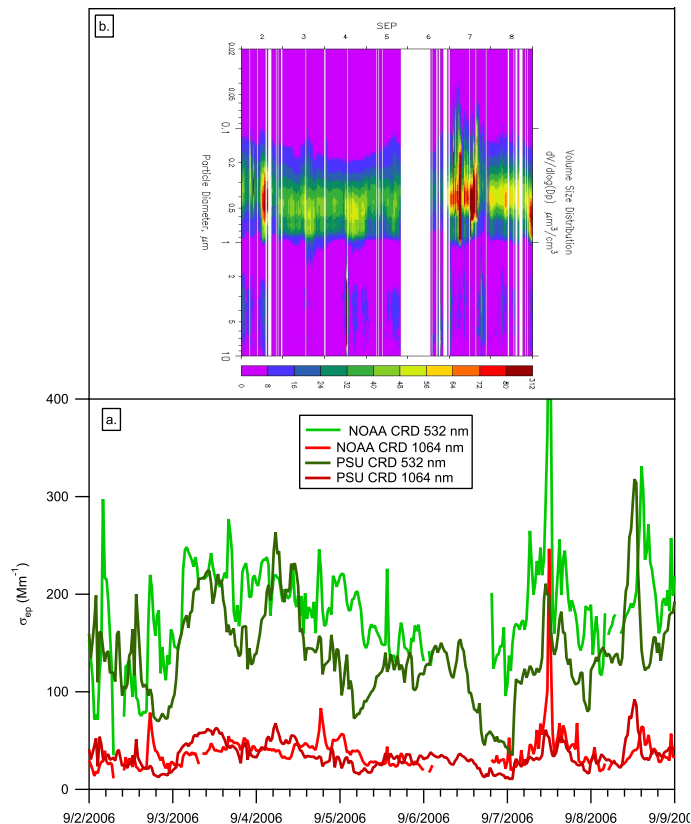 b.
SEP
2 3 4 5 6 7 8
0.02
0.05
0.1
0.2
0.5
1
2
5
10
Particle Diameter, μm
Volume Size Distribution
dV/dlog(Dp) μm³/cm³
0 8 16 24 32 40 48 56 64 72 80 312
a.
NOAA CRD 532 nm
NOAA CRD 1064 nm
PSU CRD 532 nm
PSU CRD 1064 nm
400
300
200
100
0
σep (Mm⁻¹)
9/2/2006 9/3/2006 9/4/2006 9/5/2006 9/6/2006 9/7/2006 9/8/2006 9/9/200